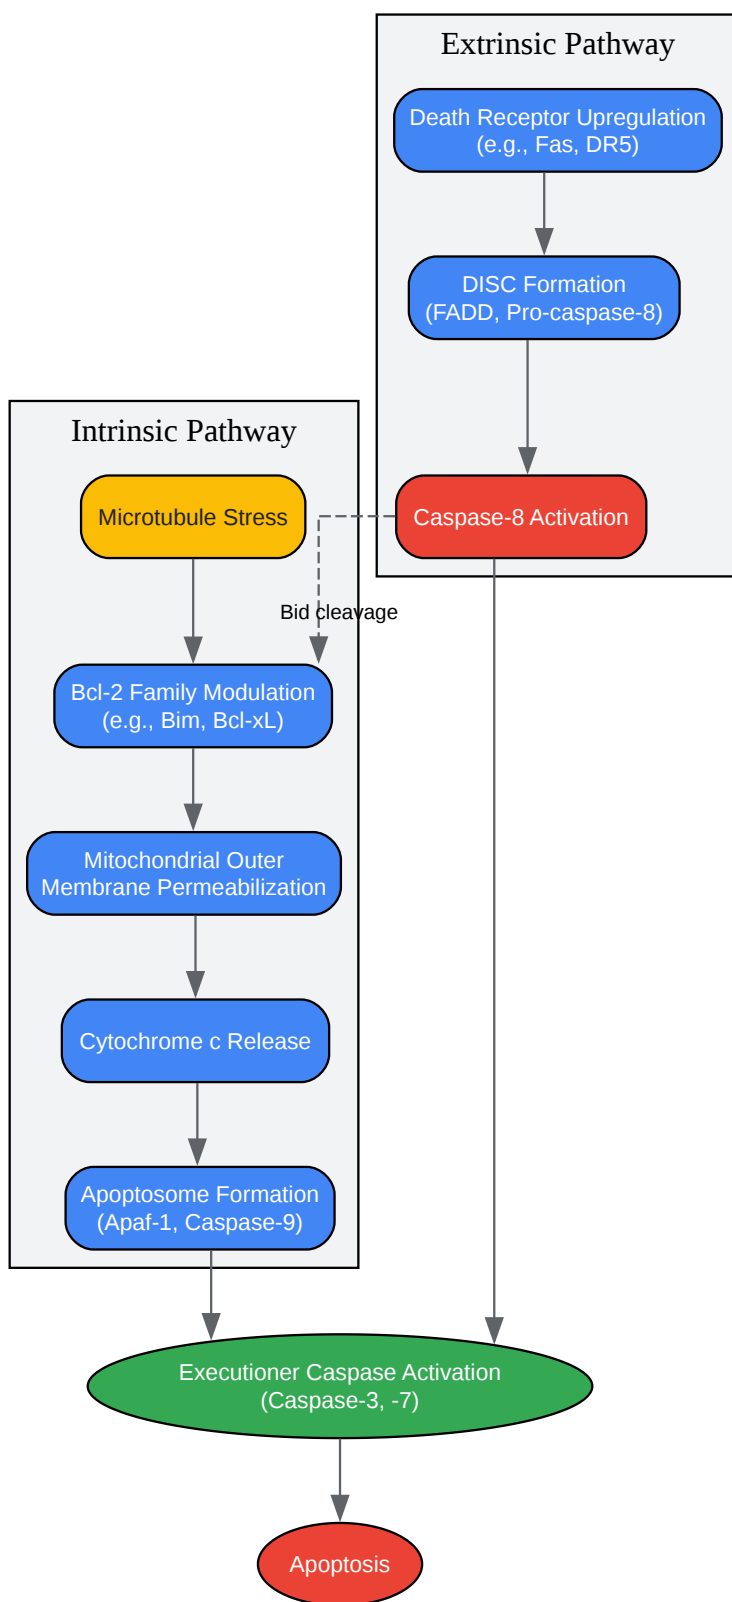 Extrinsic Pathway
Death Receptor Upregulation
(e.g., Fas, DR5)
DISC Formation
(FADD, Pro-caspase-8)
Caspase-8 Activation
Intrinsic Pathway
Microtubule Stress
Bid cleavage
Bcl-2 Family Modulation
(e.g., Bim, Bcl-xL)
Mitochondrial Outer
Membrane Permeabilization
Cytochrome c Release
Apoptosome Formation
(Apaf-1, Caspase-9)
Executioner Caspase Activation
(Caspase-3, -7)
Apoptosis